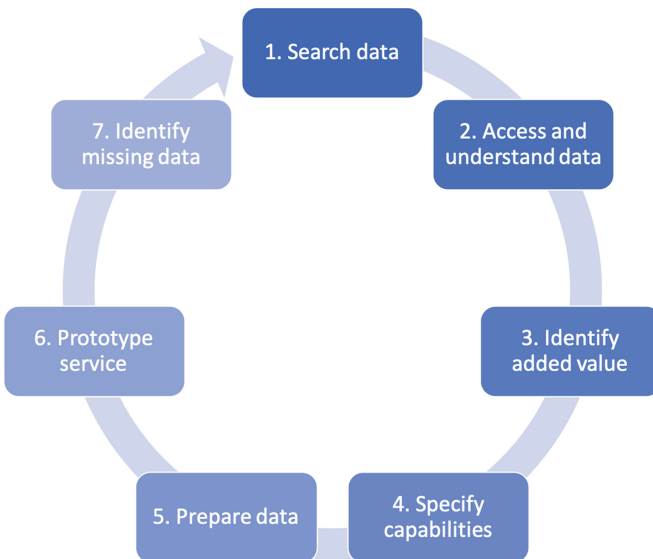 1. Search data
2. Access and
understand data
3. Identify
added value
4. Specify
capabilities
5. Prepare data
6. Prototype
service
7. Identify
missing data